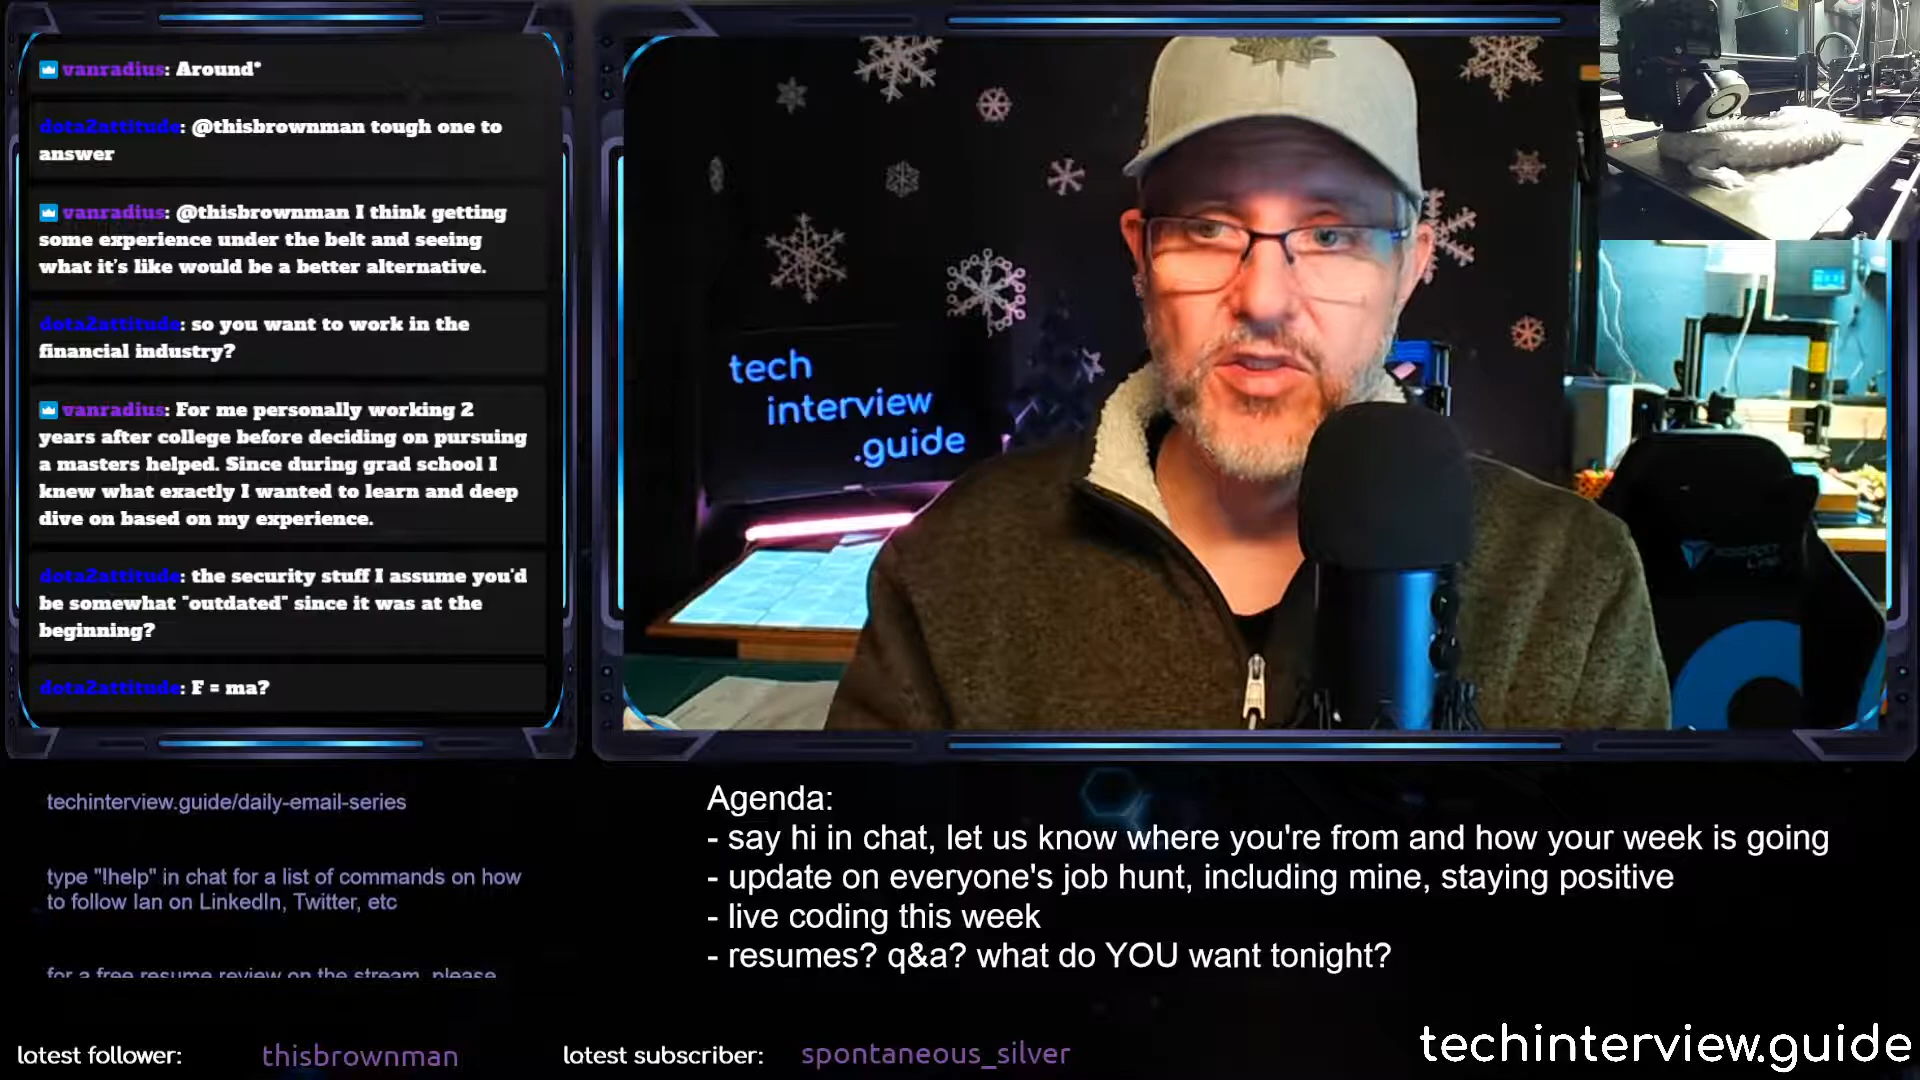 vanradius: Around*
dota2attitude: @thisbrownman tough one to
answer
vanradius: @thisbrownman I think getting
some experience under the belt and seeing
what it's like would be a better alternative.
dota2attitude: so you want to work in the
financial industry?
vanradius: For me personally working 2
years after college before deciding on pursuing
a masters helped. Since during grad school I
knew what exactly I wanted to learn and deep
dive on based on my experience.
dota2attitude: the security stuff I assume you'd
be somewhat "outdated" since it was at the
beginning?
dota2attitude: F = ma?
tech
interview
.guide
techinterview.guide/daily-email-series
type "!help" in chat for a list of commands on how
to follow Ian on LinkedIn, Twitter, etc
for a free resume review on the stream, please
Agenda:
- say hi in chat, let us know where you're from and how your week is going
- update on everyone's job hunt, including mine, staying positive
- live coding this week
- resumes? q&a? what do YOU want tonight?
latest follower: thisbrownman
latest subscriber: spontaneous_silver
techinterview.guide